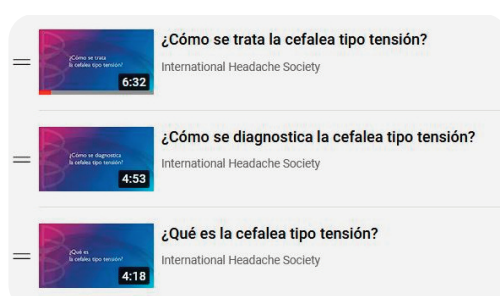 ¿Cómo se trata la cefalea tipo tensión?
International Headache Society
¿Cómo se trata
la cefalea tipo tensión?
6:32
¿Cómo se diagnostica la cefalea tipo tensión?
International Headache Society
¿Cómo se diagnostica
la cefalea tipo tensión?
4:53
¿Qué es la cefalea tipo tensión?
International Headache Society
¿Qué es
la cefalea tipo tensión?
4:18